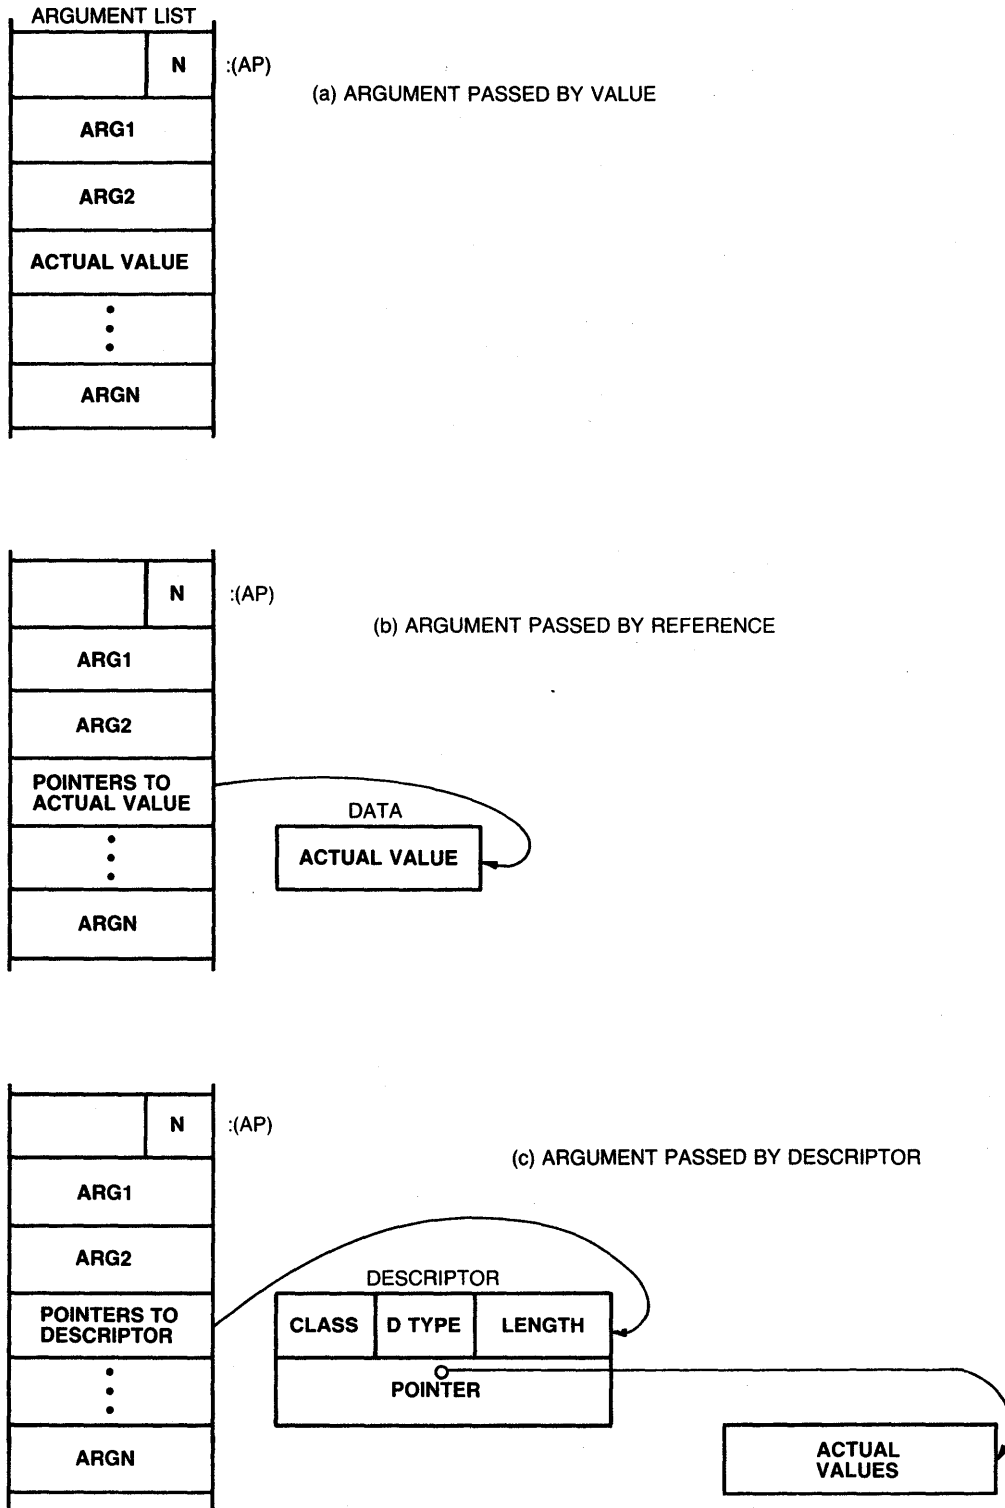 ARGUMENT LIST
N :(AP)
(a) ARGUMENT PASSED BY VALUE
ARG1
ARG2
ACTUAL VALUE
ARGN
N :(AP)
(b) ARGUMENT PASSED BY REFERENCE
ARG1
ARG2
POINTERS TO
ACTUAL VALUE
DATA
ACTUAL VALUE
ARGN
N :(AP)
(c) ARGUMENT PASSED BY DESCRIPTOR
ARG1
ARG2
DESCRIPTOR
POINTERS TO
DESCRIPTOR
CLASS D TYPE LENGTH
POINTER
ARGN
ACTUAL
VALUES